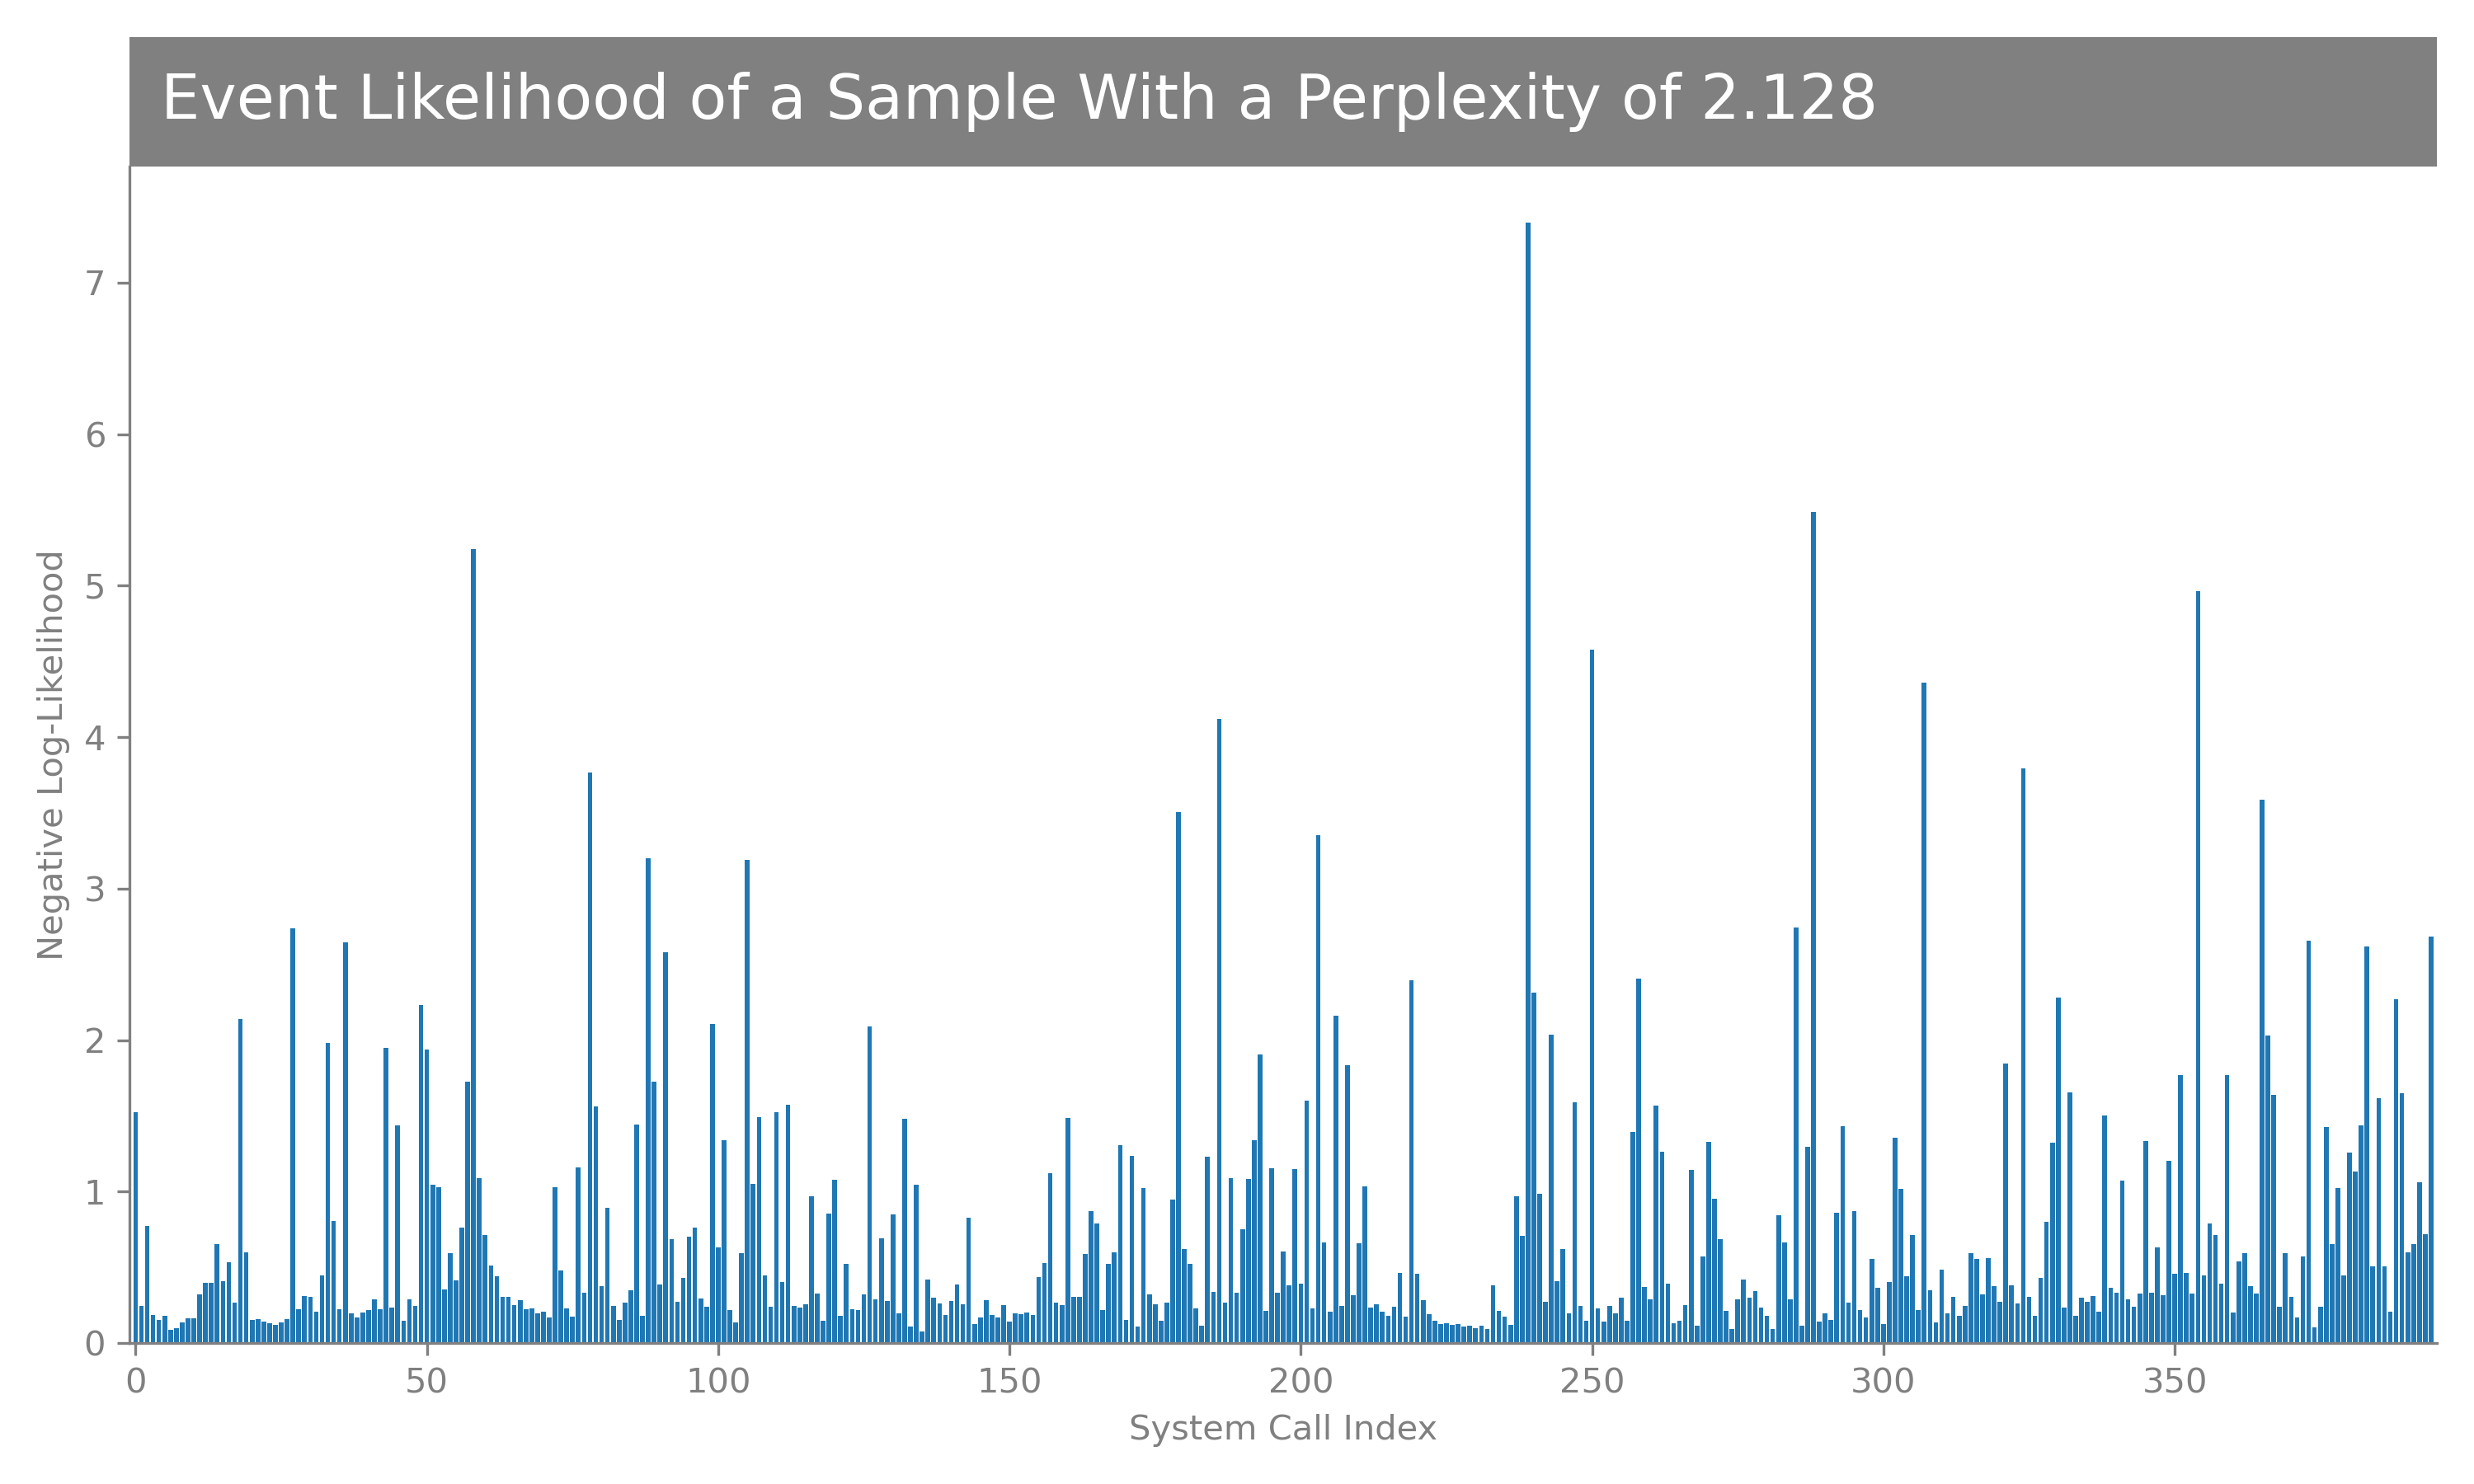 Event Likelihood of a Sample With a Perplexity of 2.128
Negative Log-Likelihood
7
6
5
4
3
2
1
0
0 50 100 150 200 250 300 350
System Call Index